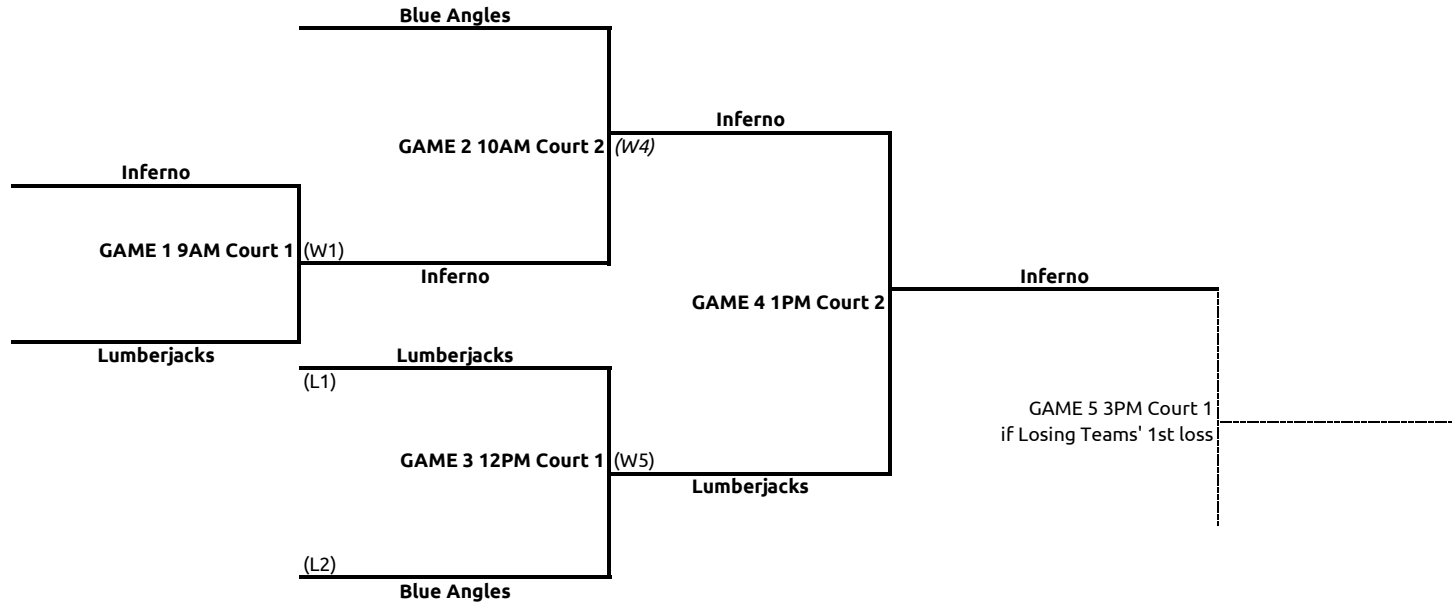 Blue Angles
Inferno
GAME 2 10AM Court 2 (W4)
Inferno
GAME 1 9AM Court 1 (W1)
Inferno
Inferno
GAME 4 1PM Court 2
Lumberjacks
Lumberjacks
(L1)
GAME 5 3PM Court 1
if Losing Teams' 1st loss
GAME 3 12PM Court 1 (W5)
Lumberjacks
(L2)
Blue Angles